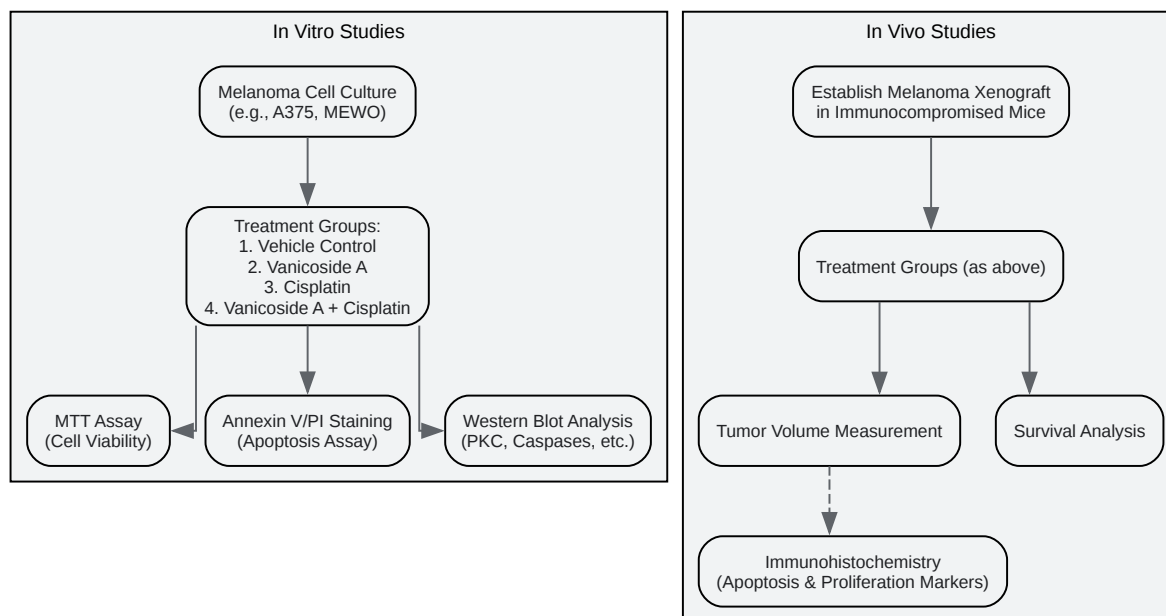 In Vitro Studies
Melanoma Cell Culture
(e.g., A375, MEWO)
Treatment Groups:
1. Vehicle Control
2. Vanicoside A
3. Cisplatin
4. Vanicoside A + Cisplatin
MTT Assay
(Cell Viability)
Annexin V/PI Staining
(Apoptosis Assay)
Western Blot Analysis
(PKC, Caspases, etc.)
In Vivo Studies
Establish Melanoma Xenograft
in Immunocompromised Mice
Treatment Groups (as above)
Tumor Volume Measurement
Survival Analysis
Immunohistochemistry
(Apoptosis & Proliferation Markers)